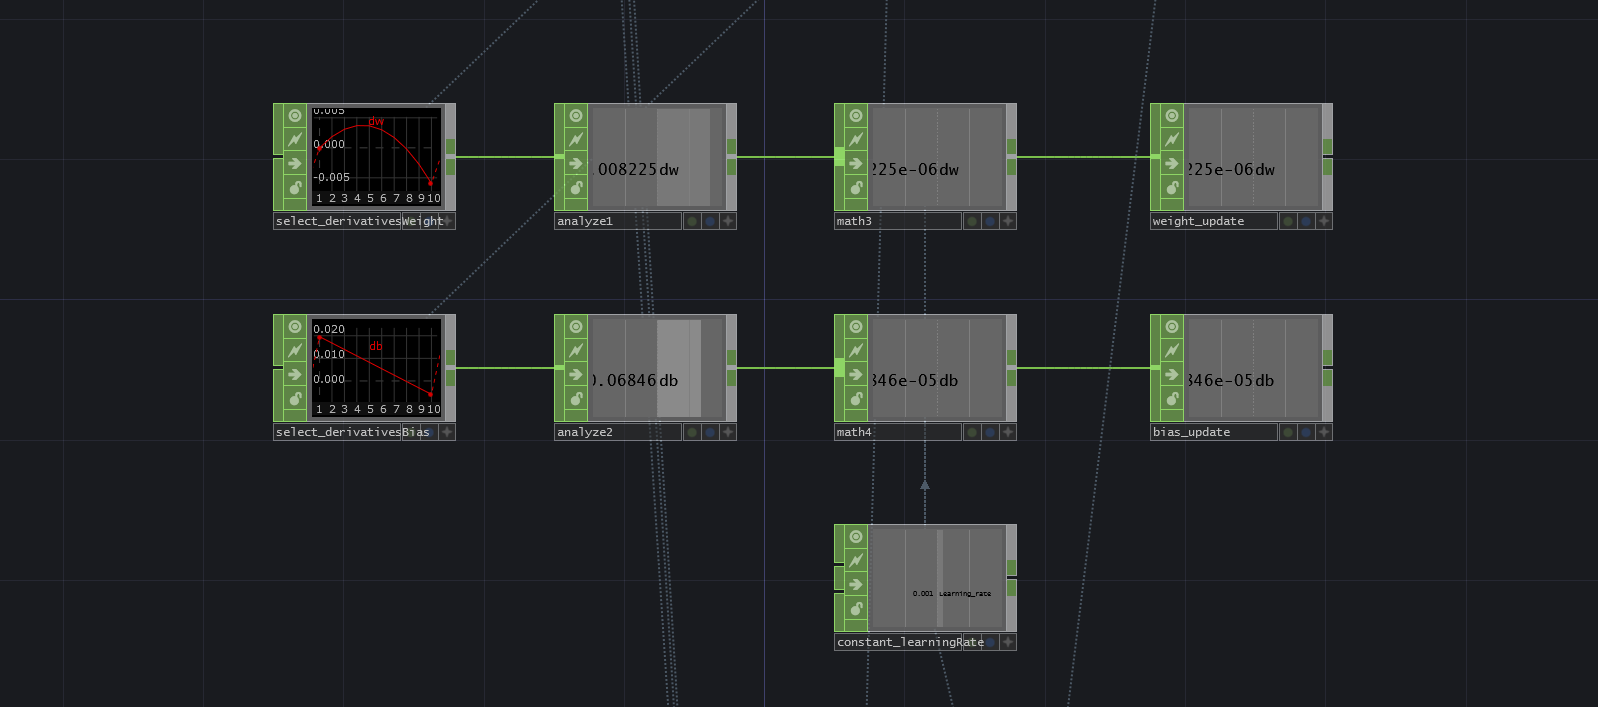 0.005
dw
0.000
-0.005
1 2 3 4 5 6 7 8 9 10
select_derivativesWeight
.008225 dw
analyze1
225e-06 dw
math3
225e-06 dw
weight_update
0.020
db
0.010
0.000
1 2 3 4 5 6 7 8 9 10
select_derivativesBias
0.06846 db
analyze2
846e-05 db
math4
846e-05 db
bias_update
0.001 Learning_rate
constant_learningRate